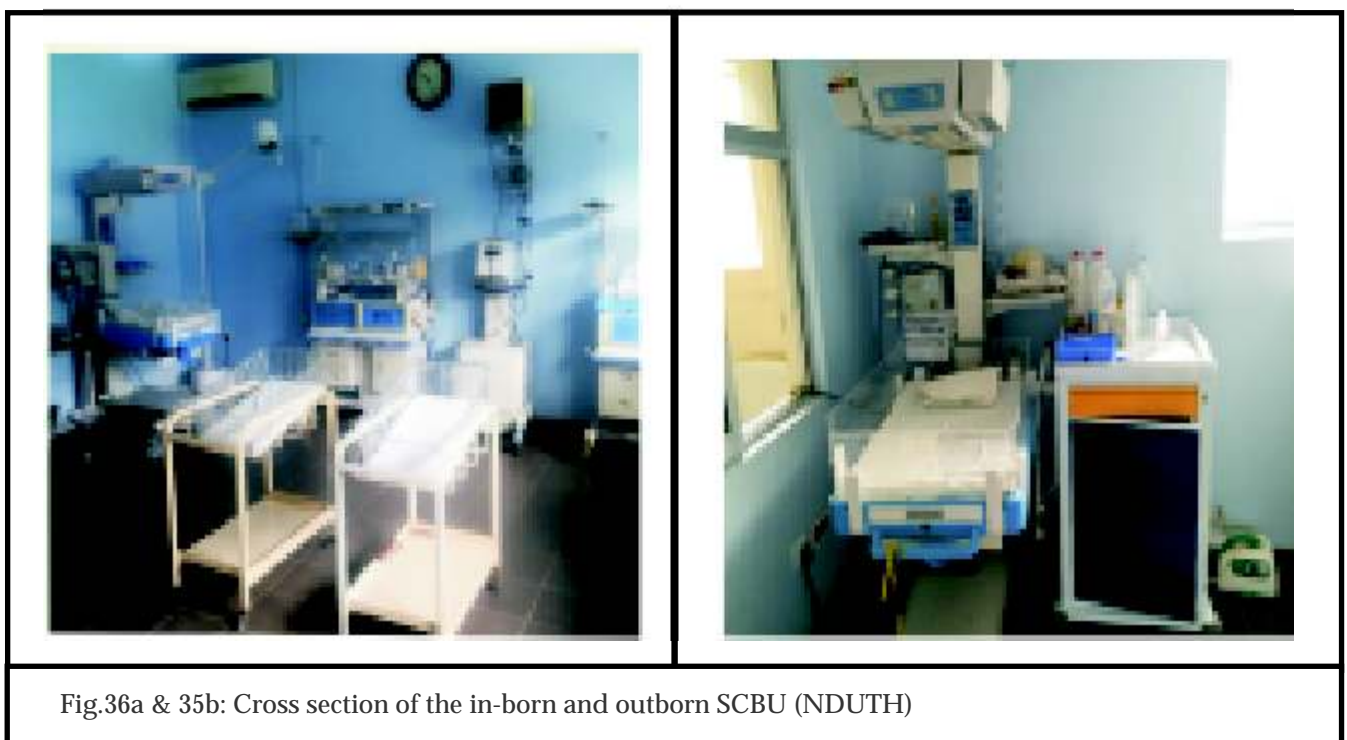 Fig.36a & 35b: Cross section of the in-born and outborn SCBU (NDUTH)